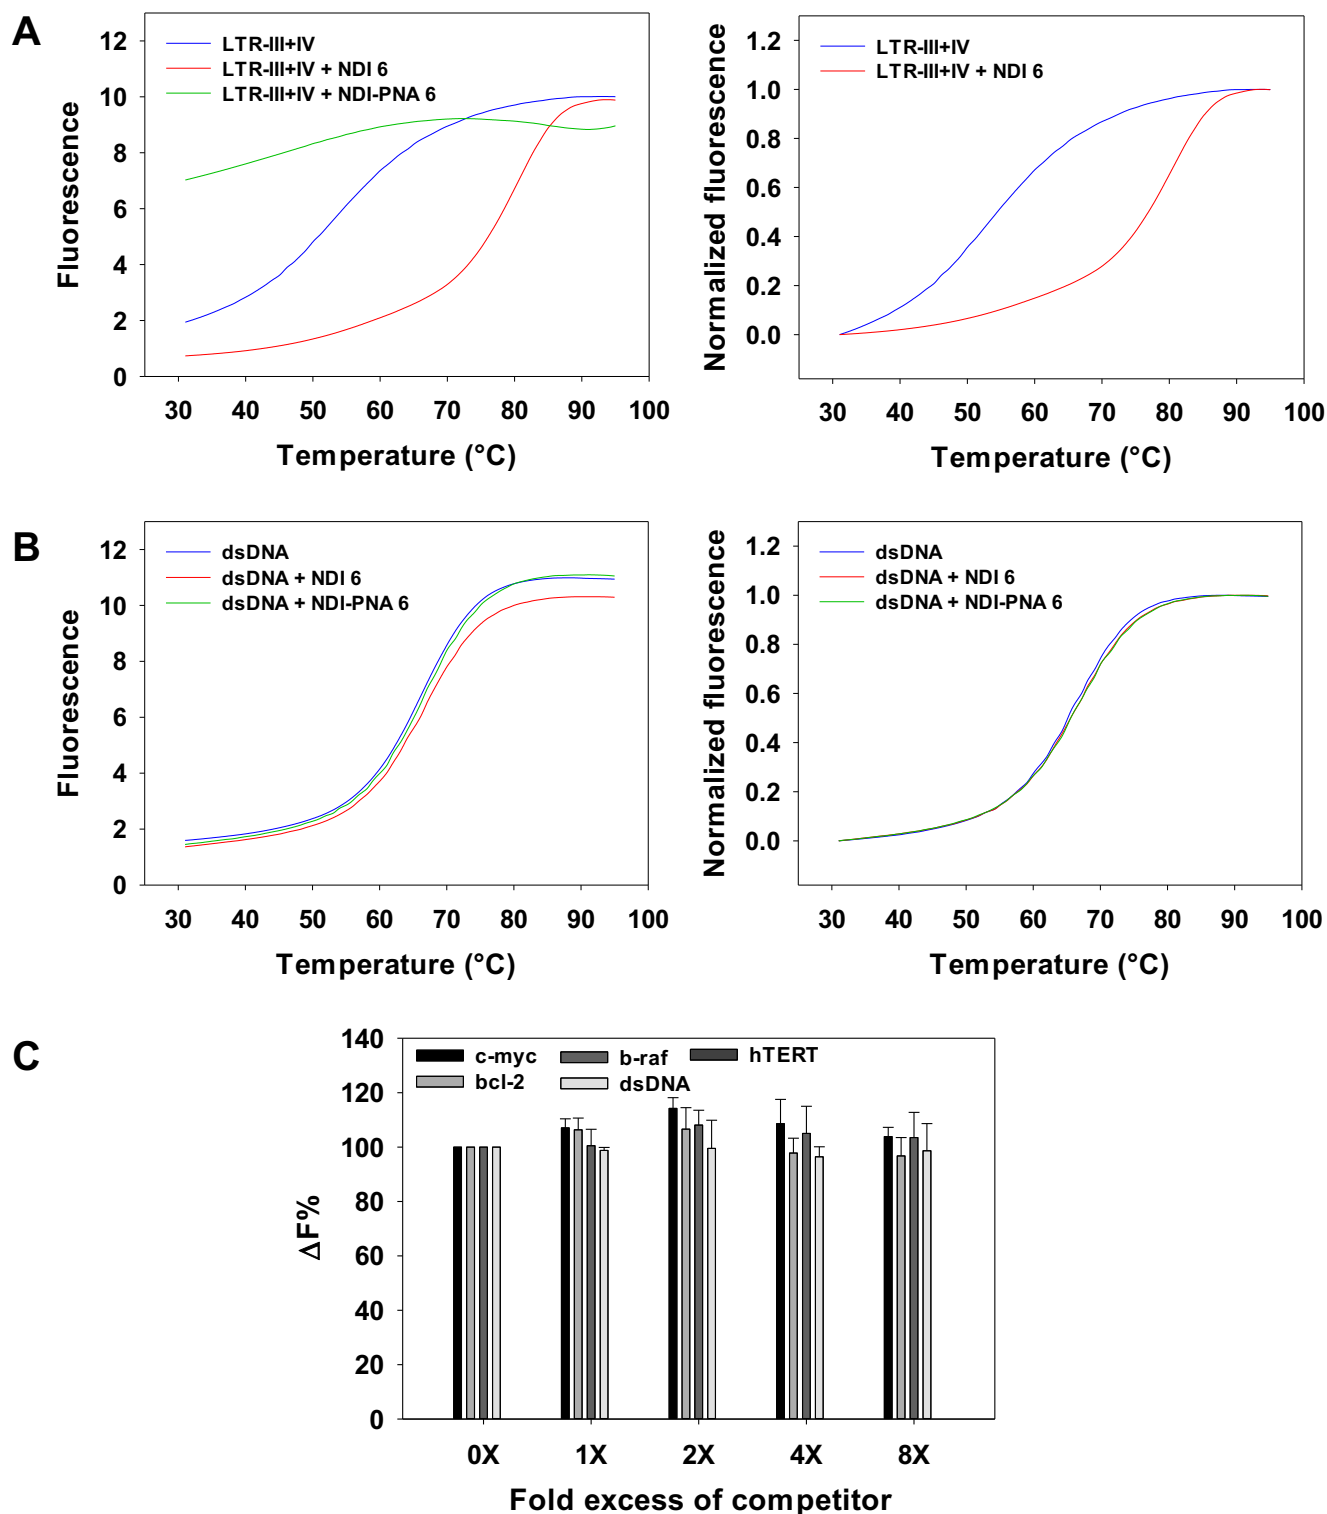 A
Fluorescence
12
10
8
6
4
2
0
LTR-III+IV
LTR-III+IV + NDI 6
LTR-III+IV + NDI-PNA 6
30 40 50 60 70 80 90 100
Temperature (°C)
Normalized fluorescence
1.2
1.0
0.8
0.6
0.4
0.2
0.0
LTR-III+IV
LTR-III+IV + NDI 6
30 40 50 60 70 80 90 100
Temperature (°C)
B
Fluorescence
12
10
8
6
4
2
0
dsDNA
dsDNA + NDI 6
dsDNA + NDI-PNA 6
30 40 50 60 70 80 90 100
Temperature (°C)
Normalized fluorescence
1.2
1.0
0.8
0.6
0.4
0.2
0.0
dsDNA
dsDNA + NDI 6
dsDNA + NDI-PNA 6
30 40 50 60 70 80 90 100
Temperature (°C)
C
ΔF%
140
120
100
80
60
40
20
0
c-myc b-raf hTERT
bcl-2 dsDNA
0X 1X 2X 4X 8X
Fold excess of competitor